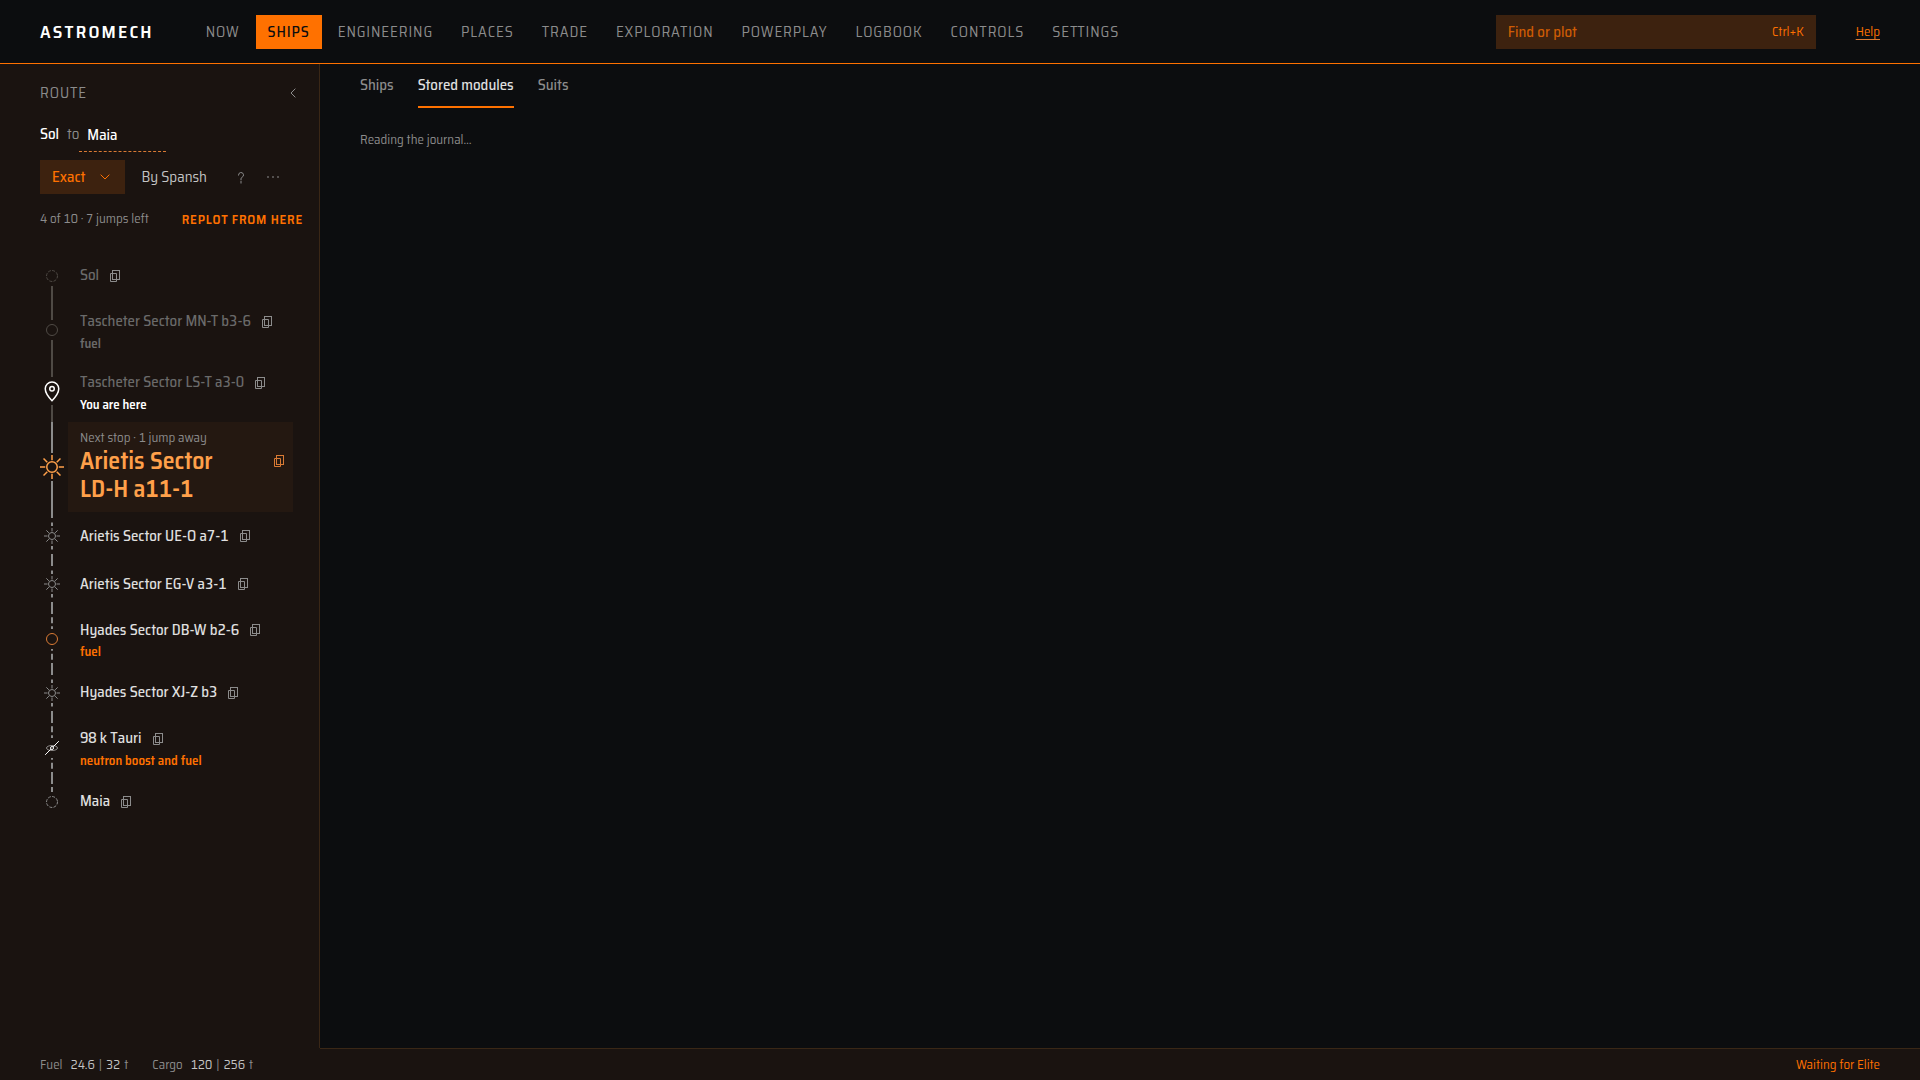 ASTROMECH
NOW
SHIPS
ENGINEERING
PLACES
TRADE
EXPLORATION
POWERPLAY
LOGBOOK
CONTROLS
SETTINGS
Find or plot
Ctrl+K
Help
ROUTE
Sol to Maia
Exact
By Spansh
?
...
4 of 10 · 7 jumps left
REPLOT FROM HERE
Sol
Tascheter Sector MN-T b3-6
fuel
Tascheter Sector LS-T a3-0
You are here
Next stop · 1 jump away
Arietis Sector
LD-H a11-1
Arietis Sector UE-O a7-1
Arietis Sector EG-V a3-1
Hyades Sector DB-W b2-6
fuel
Hyades Sector XJ-Z b3
98 k Tauri
neutron boost and fuel
Maia
Ships
Stored modules
Suits
Reading the journal...
Fuel 24.6 | 32 t
Cargo 120 | 256 t
Waiting for Elite